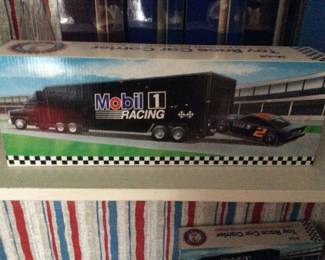 Toy Race Car Carrier
Mobil 1
RACING
2
Toy Race Car Carrier